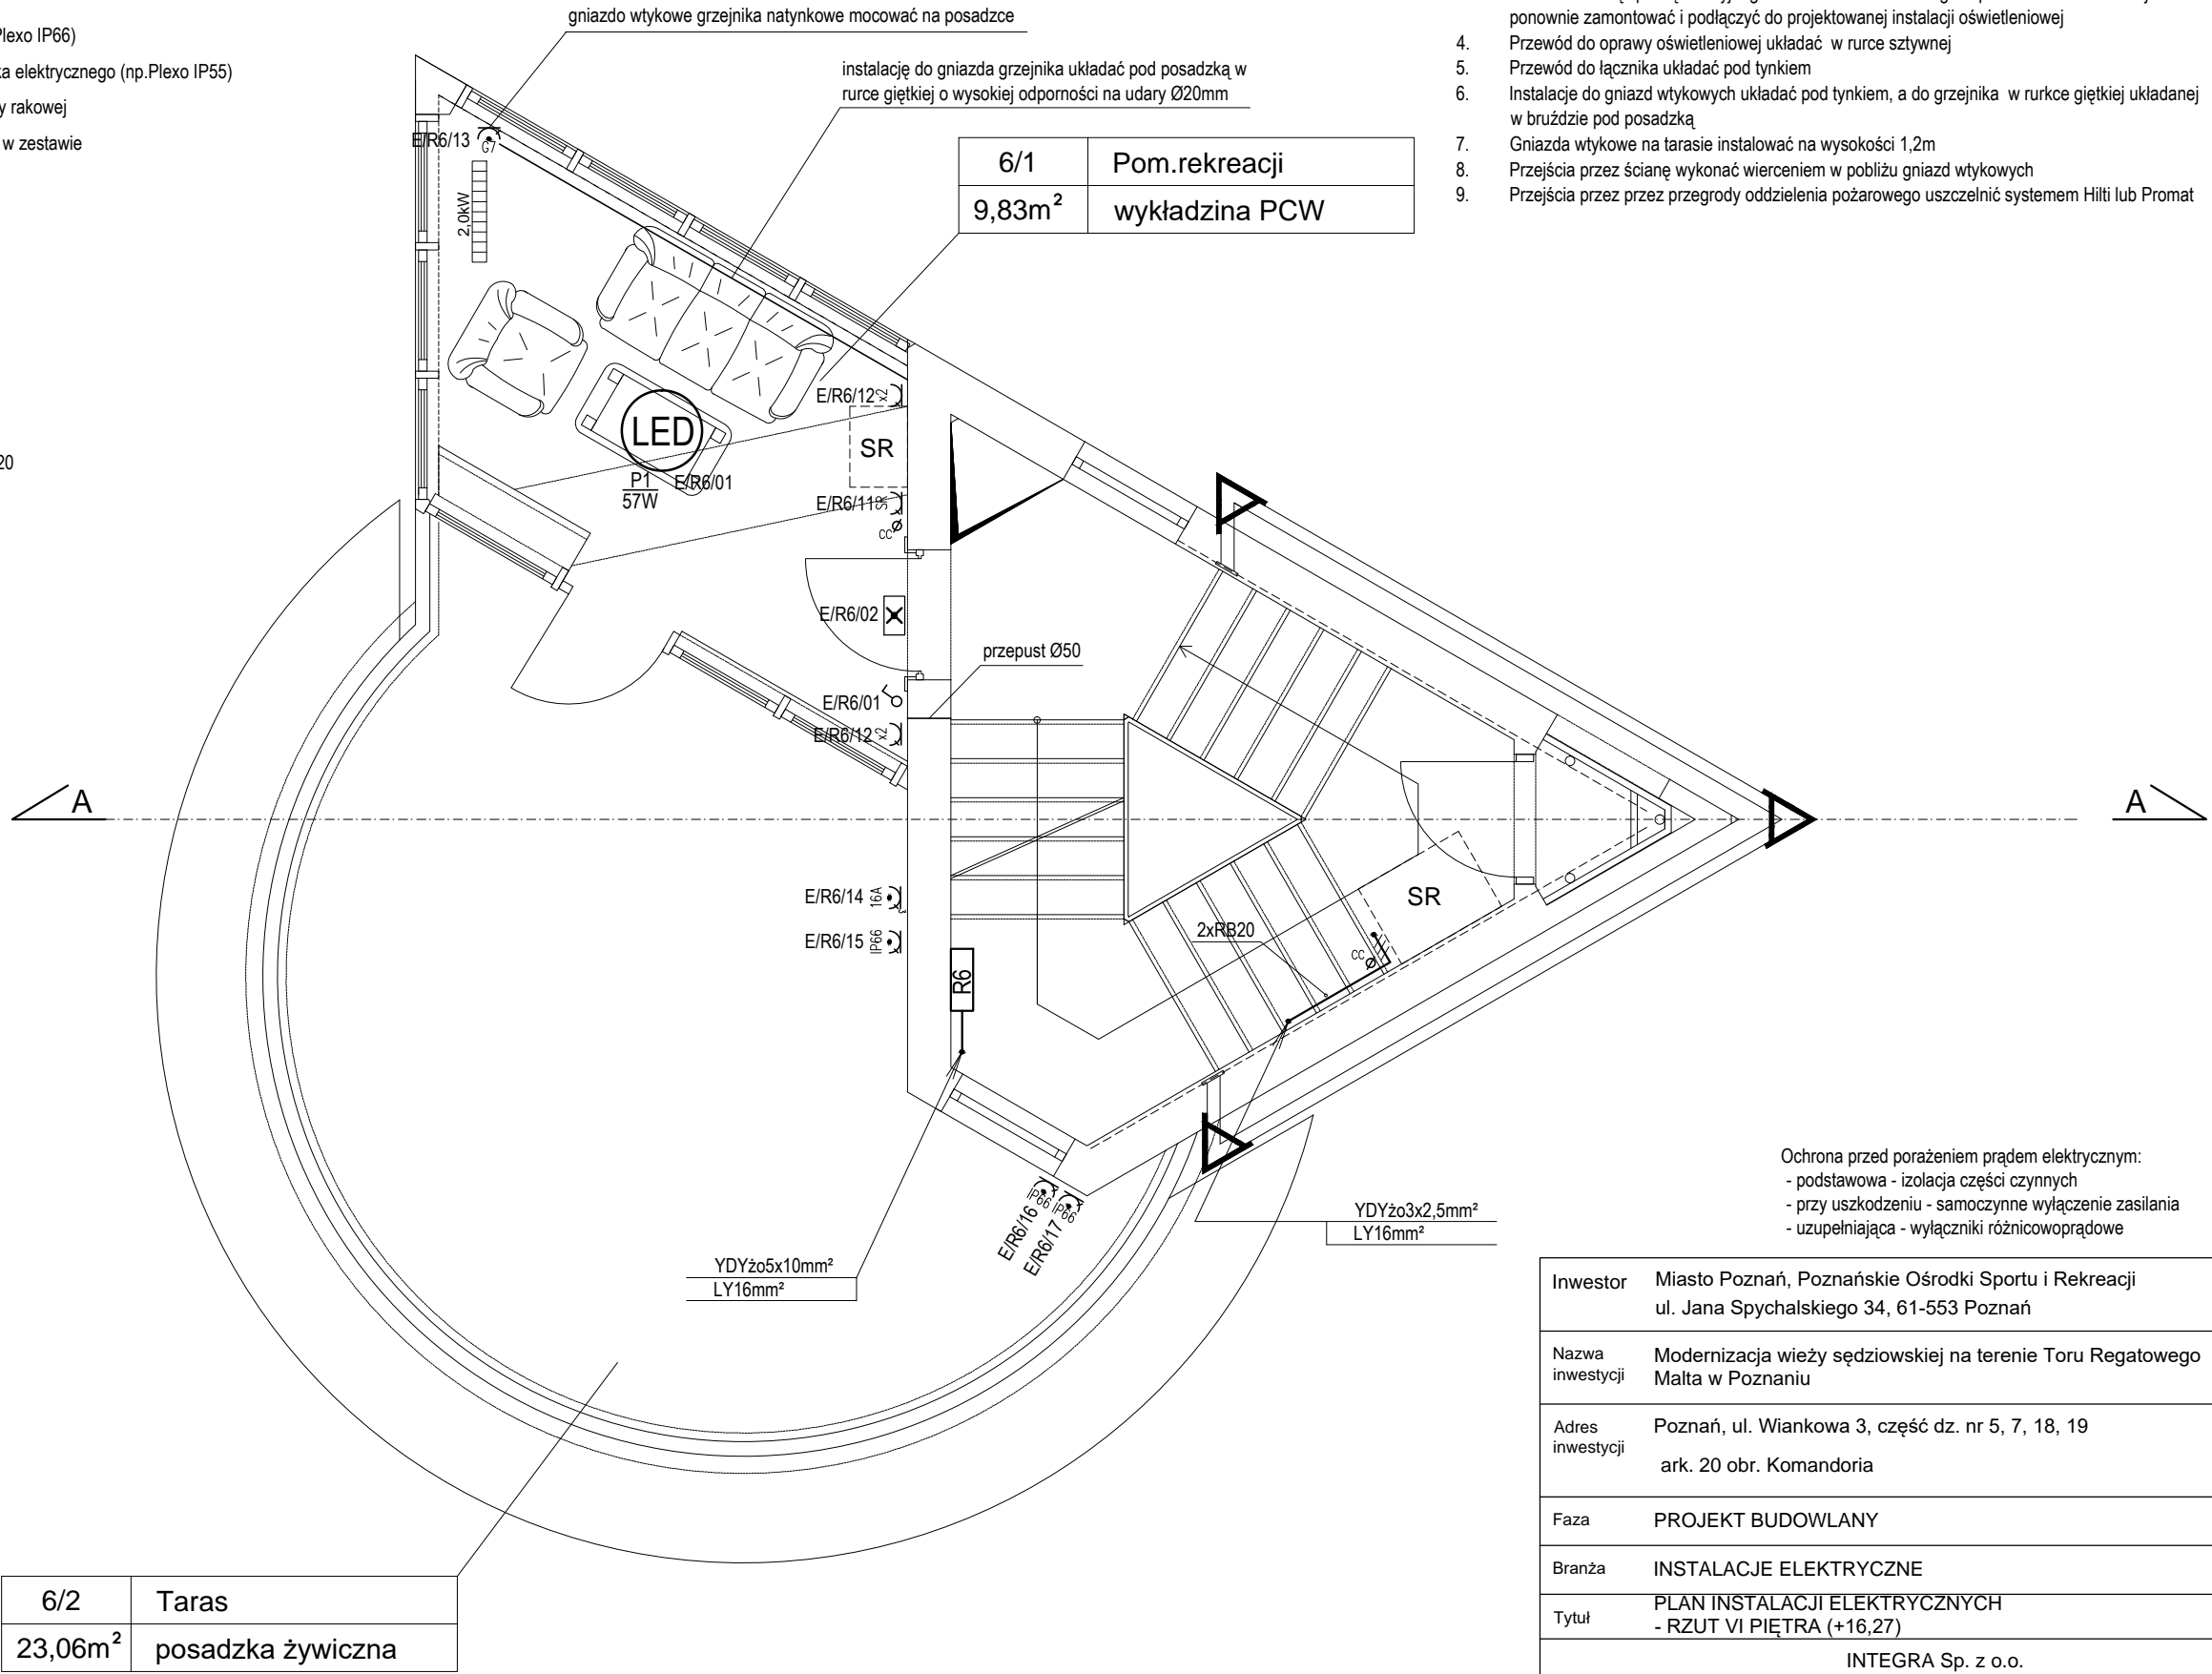 Plexo IP66)
ka elektrycznego (np.Plexo IP55)
y rakowej
w zestawie
20
gniazdo wtykowe grzejnika natynkowe mocować na posadzce
instalację do gniazda grzejnika układać pod posadzką w
rurce giętkiej o wysokiej odporności na udary Ø20mm
6/1 Pom.rekreacji
9,83m² wykładzina PCW
ponownie zamontować i podłączyć do projektowanej instalacji oświetleniowej
4. Przewód do oprawy oświetleniowej układać w rurce sztywnej
5. Przewód do łącznika układać pod tynkiem
6. Instalacje do gniazd wtykowych układać pod tynkiem, a do grzejnika w rurkce giętkiej układanej
w bruździe pod posadzką
7. Gniazda wtykowe na tarasie instalować na wysokości 1,2m
8. Przejścia przez ścianę wykonać wierceniem w pobliżu gniazd wtykowych
9. Przejścia przez przez przegrody oddzielenia pożarowego uszczelnić systemem Hilti lub Promat
E/R6/13
G7
2,0kW
E/R6/12 x2
LED
SR
P1
57W
E/R6/01
E/R6/11
CC
E/R6/02
przepust Ø50
E/R6/01
E/R6/12 x2
A
A
E/R6/14 16A
E/R6/15 IP66
R6
SR
2xRB20
CC
E/R6/16 IP66
E/R6/17 IP66
YDYżo5x10mm²
LY16mm²
YDYżo3x2,5mm²
LY16mm²
Ochrona przed porażeniem prądem elektrycznym:
- podstawowa - izolacja części czynnych
- przy uszkodzeniu - samoczynne wyłączenie zasilania
- uzupełniająca - wyłączniki różnicowoprądowe
6/2 Taras
23,06m² posadzka żywiczna
Inwestor Miasto Poznań, Poznańskie Ośrodki Sportu i Rekreacji
ul. Jana Spychalskiego 34, 61-553 Poznań
Nazwa inwestycji Modernizacja wieży sędziowskiej na terenie Toru Regatowego
Malta w Poznaniu
Adres inwestycji Poznań, ul. Wiankowa 3, część dz. nr 5, 7, 18, 19
ark. 20 obr. Komandoria
Faza PROJEKT BUDOWLANY
Branża INSTALACJE ELEKTRYCZNE
Tytuł PLAN INSTALACJI ELEKTRYCZNYCH
- RZUT VI PIĘTRA (+16,27)
INTEGRA Sp. z o.o.